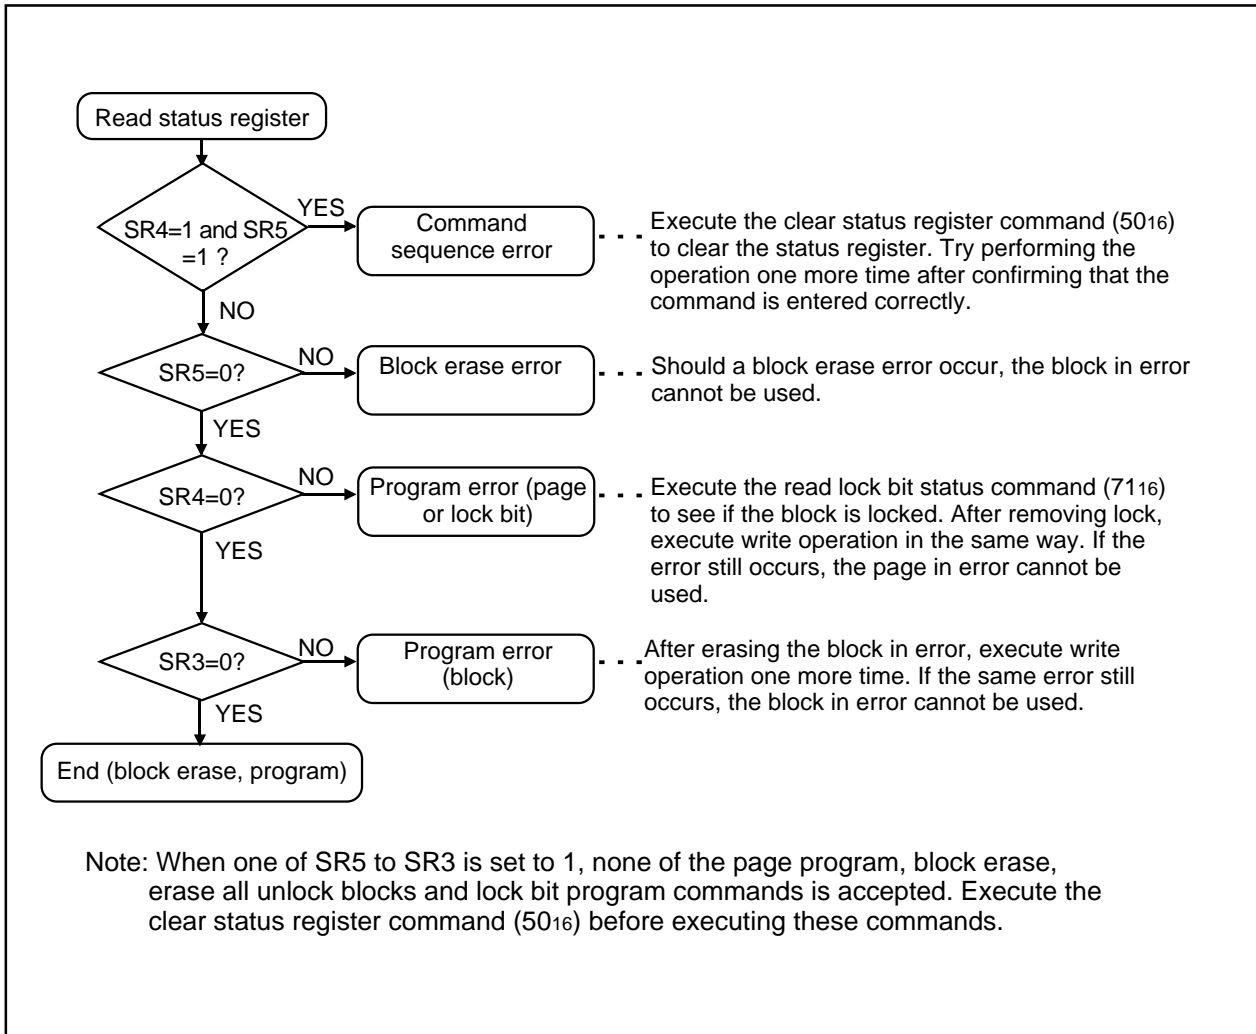 Read status register
SR4=1 and SR5
=1 ?
YES
Command
sequence error
Execute the clear status register command (5016)
to clear the status register. Try performing the
operation one more time after confirming that the
command is entered correctly.
NO
SR5=0?
NO
Block erase error
Should a block erase error occur, the block in error
cannot be used.
YES
SR4=0?
NO
Program error (page
or lock bit)
Execute the read lock bit status command (7116)
to see if the block is locked. After removing lock,
execute write operation in the same way. If the
error still occurs, the page in error cannot be
used.
YES
SR3=0?
NO
Program error
(block)
After erasing the block in error, execute write
operation one more time. If the same error still
occurs, the block in error cannot be used.
YES
End (block erase, program)
Note: When one of SR5 to SR3 is set to 1, none of the page program, block erase,
erase all unlock blocks and lock bit program commands is accepted. Execute the
clear status register command (5016) before executing these commands.